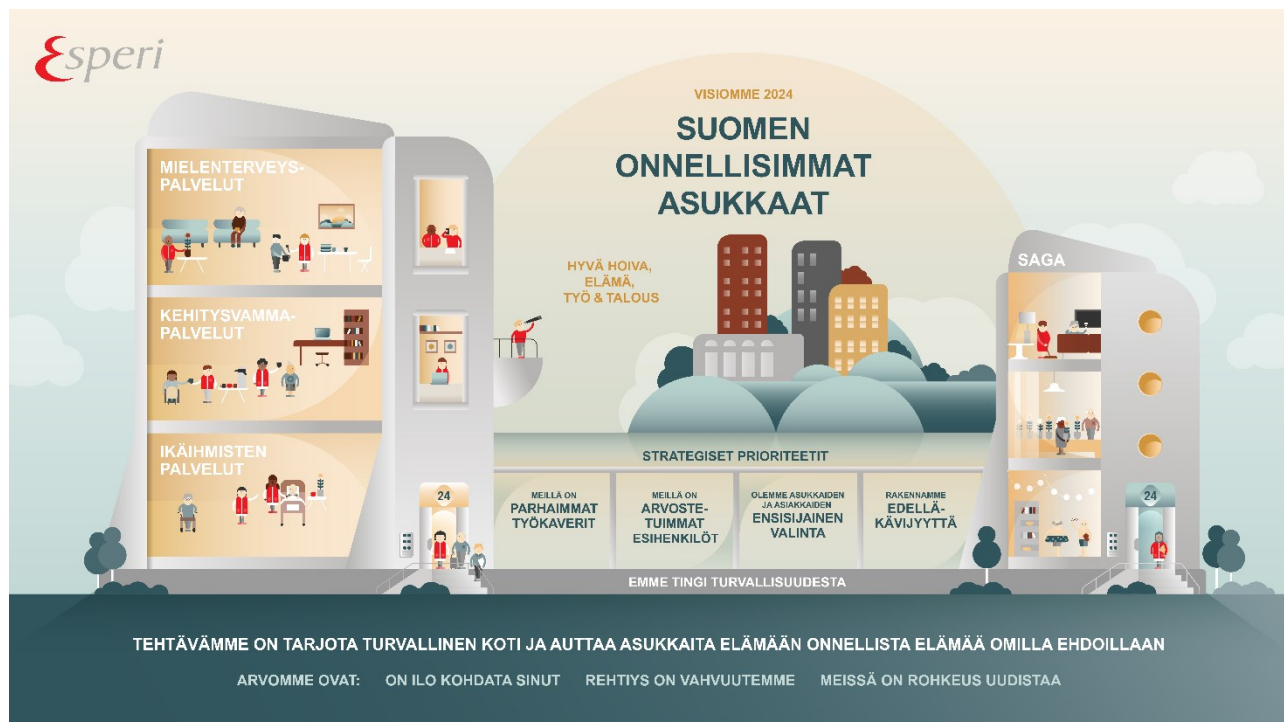 Esperi
VISIOMME 2024
SUOMEN
ONNELLISIMMAT
ASUKKAAT
HYVÄ HOIVA,
ELÄMÄ,
TYÖ & TALOUS
MIELENTERVEYS-
PALVELUT
KEHITYSVAMMA-
PALVELUT
IKÄIHMISTEN
PALVELUT
24
SAGA
24
STRATEGISET PRIORITEETIT
MEILLÄ ON
PARHAIMMAT
TYÖKAVERIT
MEILLÄ ON
ARVOSTE-
TUIMMAT
ESIHENKILÖT
OLEMME ASUKKAIDEN
JA ASIAKKAIDEN
ENSISIJAINEN
VALINTA
RAKENNAMME
EDELLÄ-
KÄVIJYYTTÄ
EMME TINGI TURVALLISUUDESTA
TEHTÄVÄMME ON TARJOTA TURVALLINEN KOTI JA AUTTAA ASUKKAITA ELÄMÄÄN ONNELLISTA ELÄMÄÄ OMILLA EHDOILLAAN
ARVOMME OVAT: ON ILO KOHDATA SINUT REHTIYS ON VAHVUUTEMME MEISSÄ ON ROHKEUS UUDISTAA